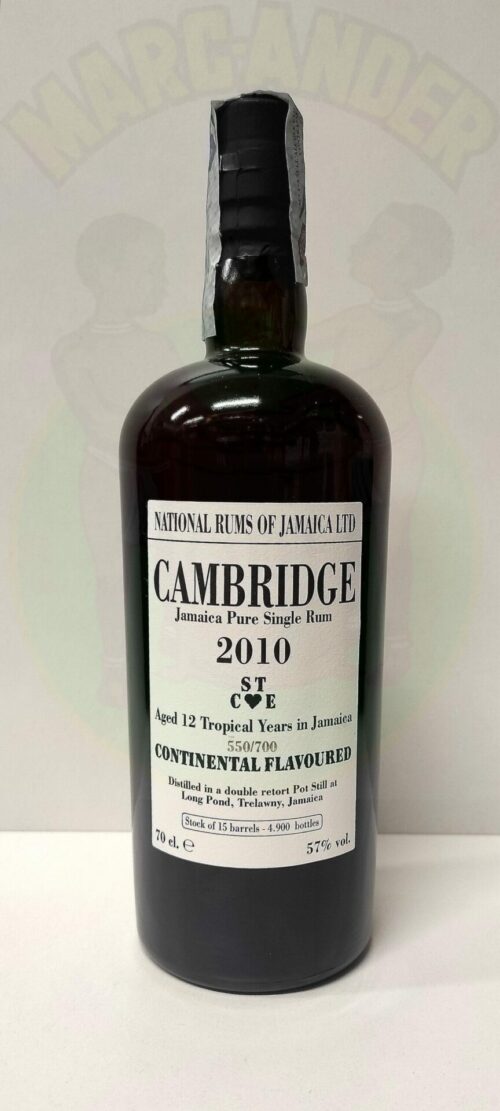 MARC-ANDER
NATIONAL RUMS OF JAMAICA LTD
CAMBRIDGE
Jamaica Pure Single Rum
2010
S T
C♥E
Aged 12 Tropical Years in Jamaica
550/700
CONTINENTAL FLAVOURED
Distilled in a double retort Pot Still at
Long Pond, Trelawny, Jamaica
Stock of 15 barrels - 4.900 bottles
70 cl. ℮
57% vol.